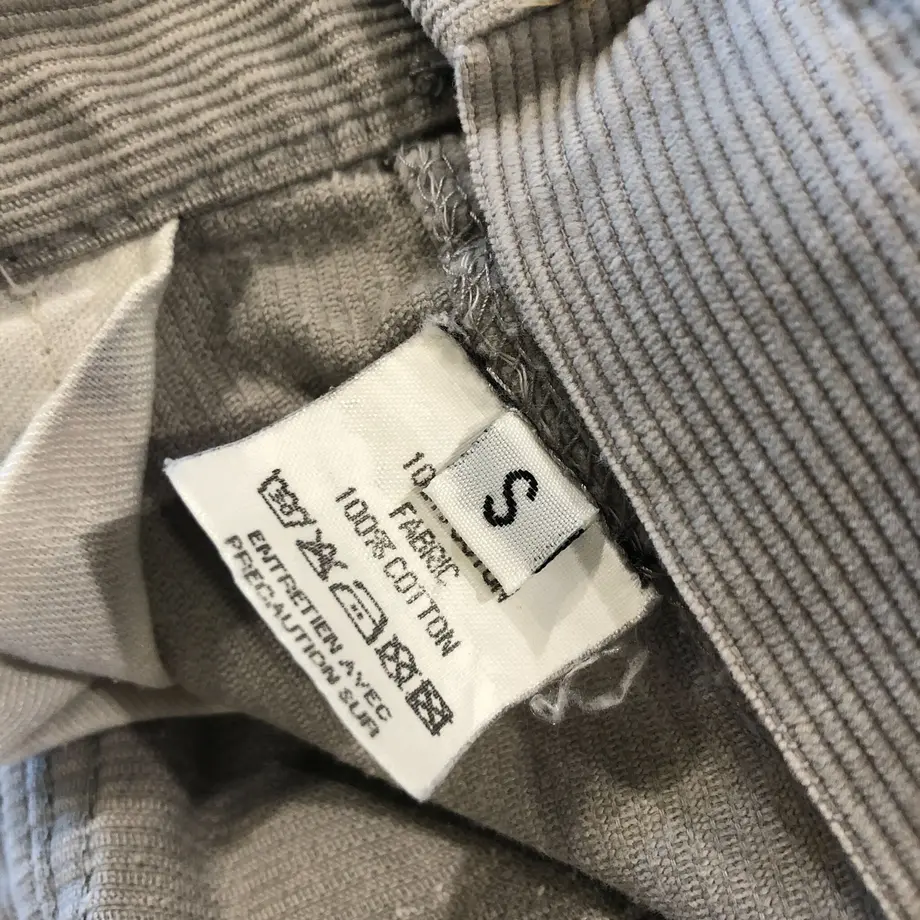 S
FABRIC
100% COTTON
ENTRETIEN AVEC
PRECAUTION SUR